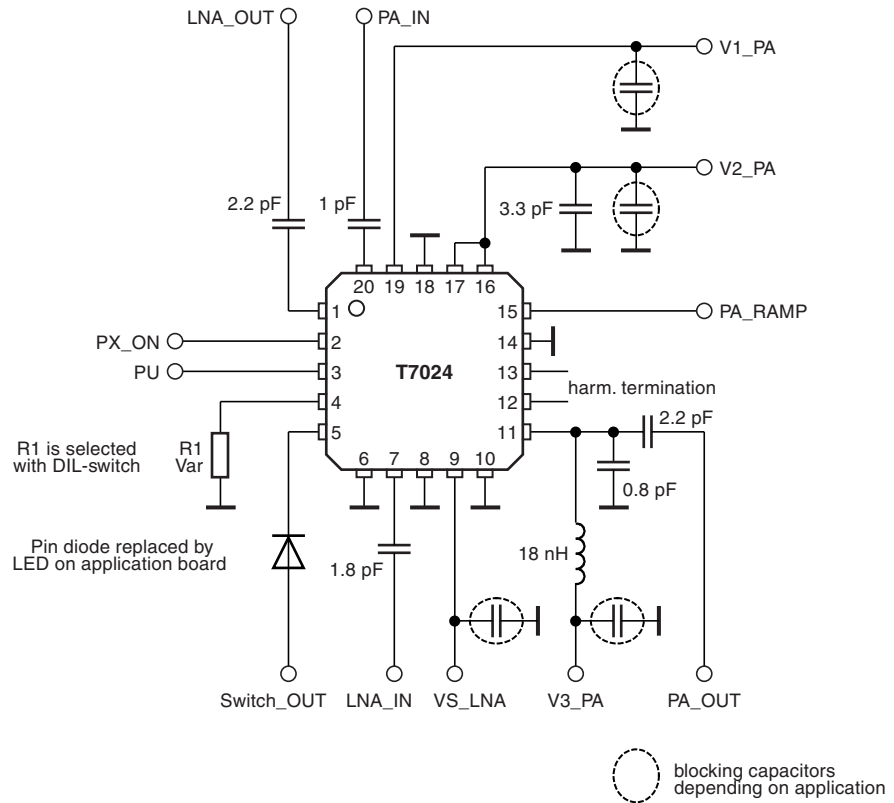 LNA_OUT
PA_IN
V1_PA
V2_PA
2.2 pF
1 pF
3.3 pF
20 19 18 17 16
1
2
3
4
5
15
14
13
12
11
T7024
PX_ON
PU
PA_RAMP
harm. termination
2.2 pF
0.8 pF
R1 is selected
with DIL-switch
R1
Var
6 7 8 9 10
Pin diode replaced by
LED on application board
1.8 pF
18 nH
Switch_OUT
LNA_IN
VS_LNA
V3_PA
PA_OUT
blocking capacitors
depending on application